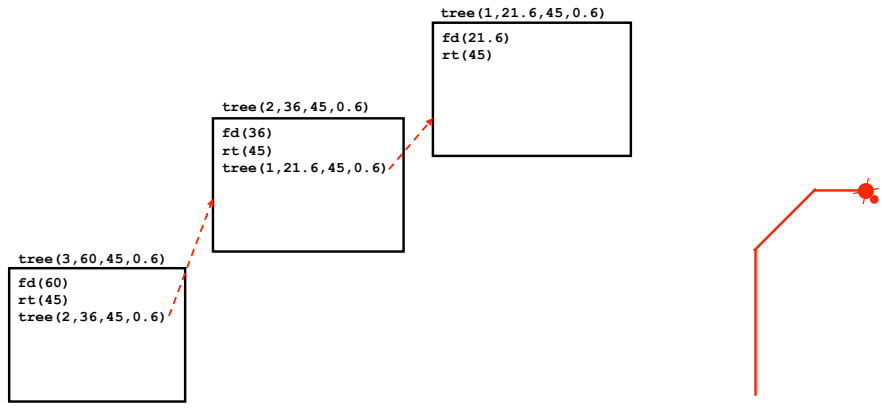 tree(1,21.6,45,0.6)
fd(21.6)
rt(45)
tree(2,36,45,0.6)
fd(36)
rt(45)
tree(1,21.6,45,0.6)
tree(3,60,45,0.6)
fd(60)
rt(45)
tree(2,36,45,0.6)